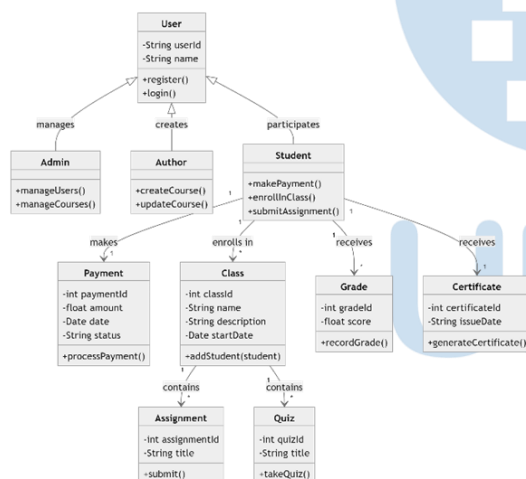 User
-String userId
-String name
+register()
+login()
manages
creates
participates
Admin
+manageUsers()
+manageCourses()
Author
+createCourse()
+updateCourse()
Student
+makePayment()
+enrollInClass()
+submitAssignment()
1
1
1
1
makes
enrolls in
receives
receives
1
*
*
1
Payment
-int paymentId
-float amount
-Date date
-String status
+processPayment()
Class
-int classId
-String name
-String description
-Date startDate
+addStudent(student)
Grade
-int gradeId
-float score
+recordGrade()
Certificate
-int certificateId
-String issueDate
+generateCertificate()
1
1
contains
contains
*
*
Assignment
-int assignmentId
-String title
+submit()
Quiz
-int quizId
-String title
+takeQuiz()